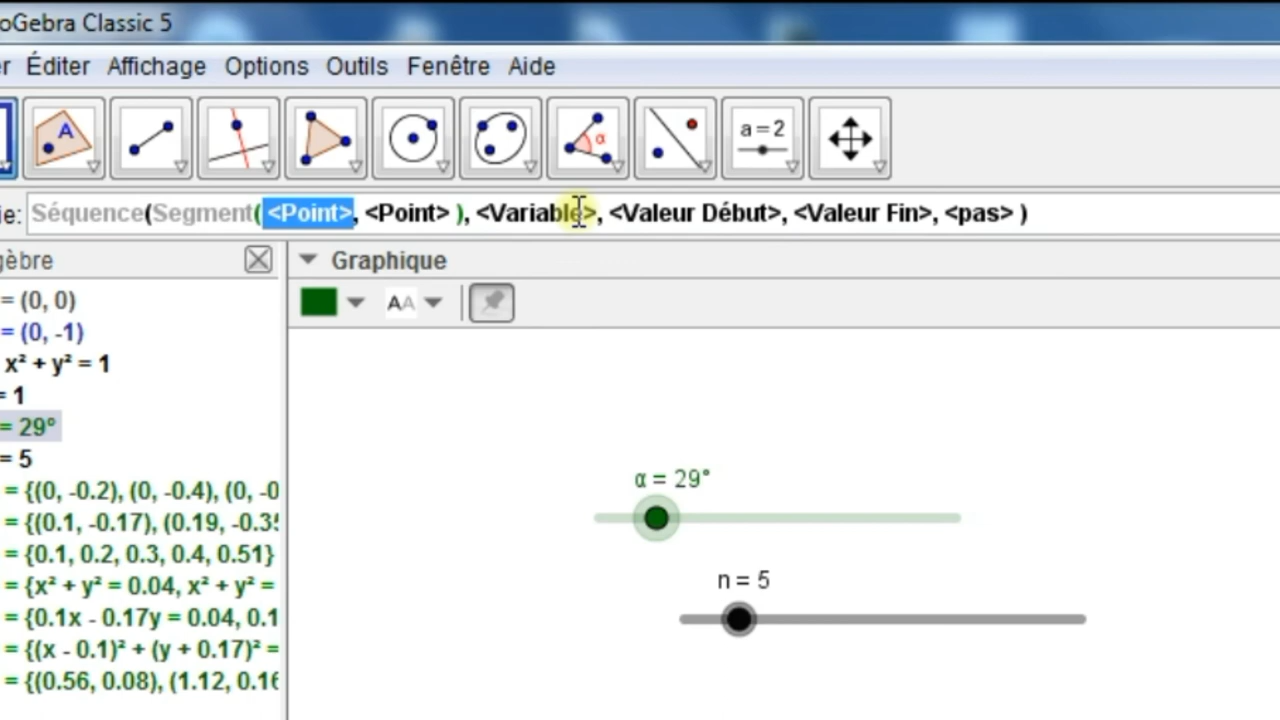 oGebra Classic 5
r Éditer Affichage Options Outils Fenêtre Aide
A
α
a = 2
ie: Séquence(Segment( <Point>, <Point> ), <Variable>, <Valeur Début>, <Valeur Fin>, <pas> )
gèbre
Graphique
AA
= (0, 0)
= (0, -1)
x² + y² = 1
= 1
= 29°
= 5
= {(0, -0.2), (0, -0.4), (0, -0
= {(0.1, -0.17), (0.19, -0.35
= {0.1, 0.2, 0.3, 0.4, 0.51}
= {x² + y² = 0.04, x² + y² =
= {0.1x - 0.17y = 0.04, 0.1
= {(x - 0.1)² + (y + 0.17)² =
= {(0.56, 0.08), (1.12, 0.16
α = 29°
n = 5